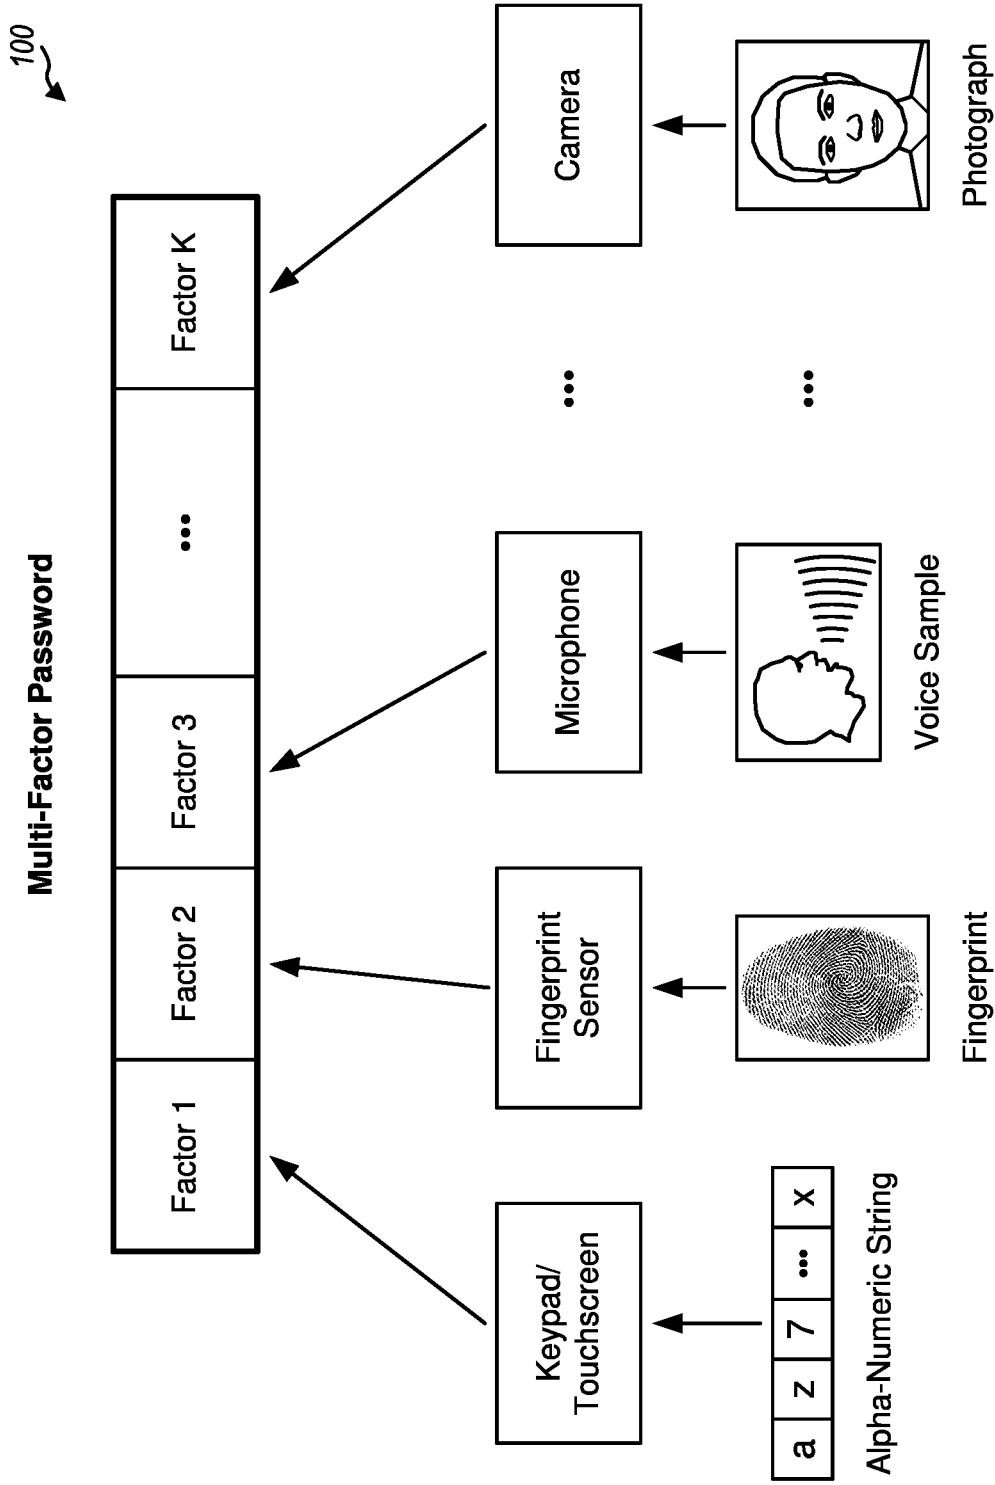 100
Multi-Factor Password
Factor 1
Factor 2
Factor 3
...
Factor K
Keypad/
Touchscreen
Fingerprint
Sensor
Microphone
...
Camera
a z 7 ... x
...
Alpha-Numeric String
Fingerprint
Voice Sample
Photograph